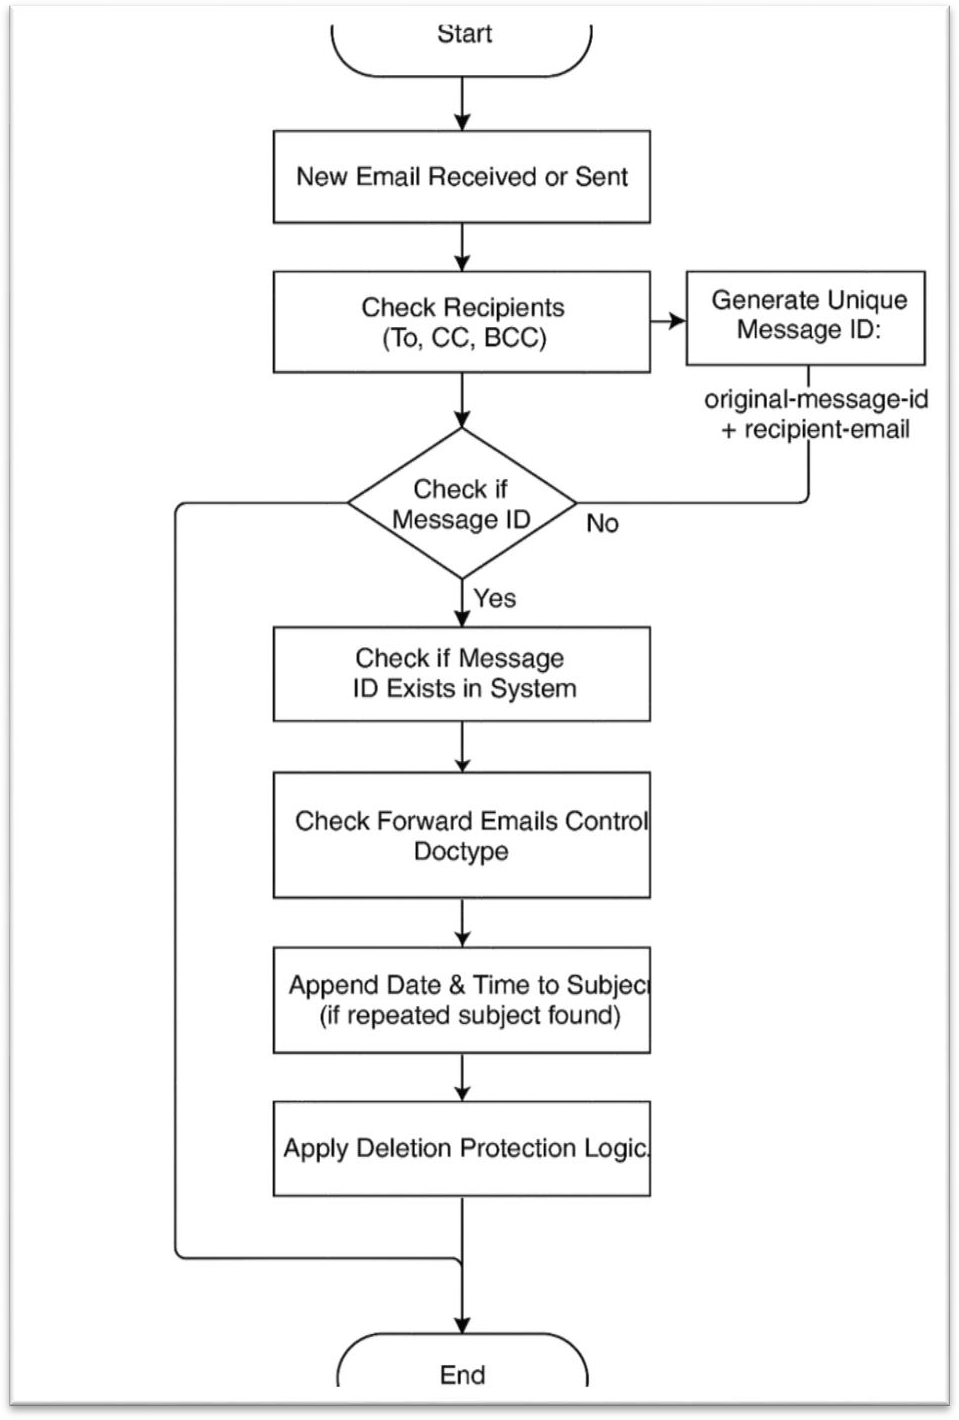 Start
New Email Received or Sent
Check Recipients
(To, CC, BCC)
Generate Unique
Message ID:
original-message-id
+ recipient-email
Check if
Message ID
No
Yes
Check if Message
ID Exists in System
Check Forward Emails Control
Doctype
Append Date & Time to Subject
(if repeated subject found)
Apply Deletion Protection Logic.
End